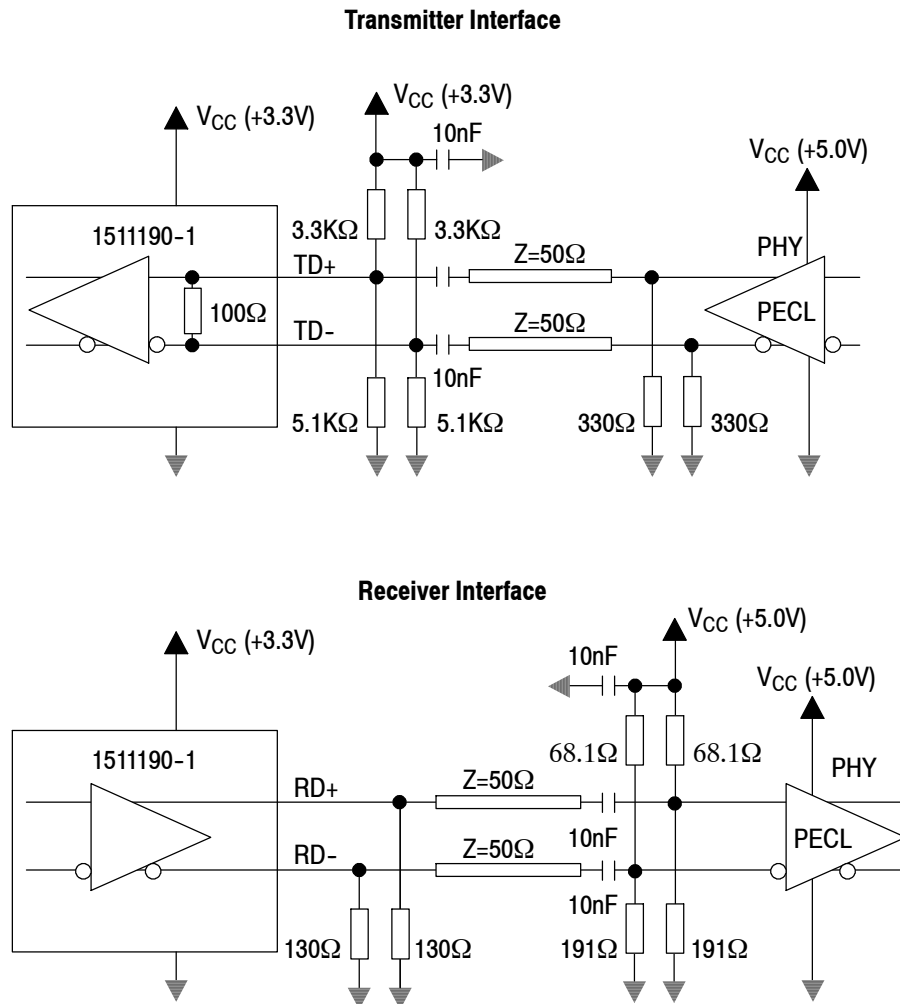 Transmitter Interface
VCC (+3.3V)
VCC (+3.3V)
10nF
VCC (+5.0V)
1511190-1
3.3KΩ
3.3KΩ
TD+
Z=50Ω
PHY
100Ω
PECL
TD-
Z=50Ω
10nF
5.1KΩ
5.1KΩ
330Ω
330Ω
Receiver Interface
VCC (+3.3V)
VCC (+5.0V)
10nF
VCC (+5.0V)
1511190-1
68.1Ω
68.1Ω
PHY
RD+
Z=50Ω
10nF
PECL
RD-
Z=50Ω
10nF
130Ω
130Ω
191Ω
191Ω